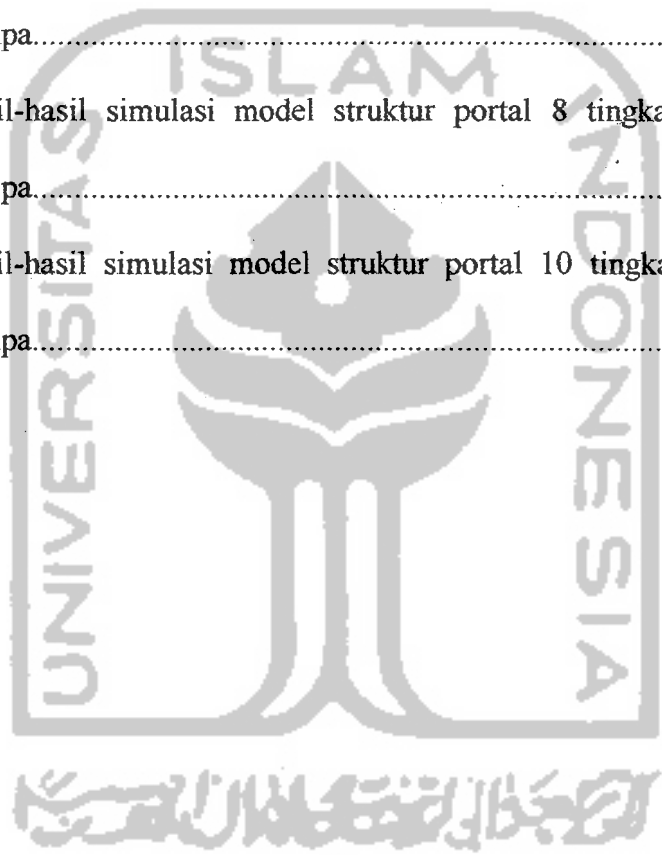 pa..........................................................................
ISLAM
il-hasil simulasi model struktur portal 8 tingka
pa..........................................................................
il-hasil simulasi model struktur portal 10 tingka
pa..........................................................................
UNIVERSITAS
INDONESIA